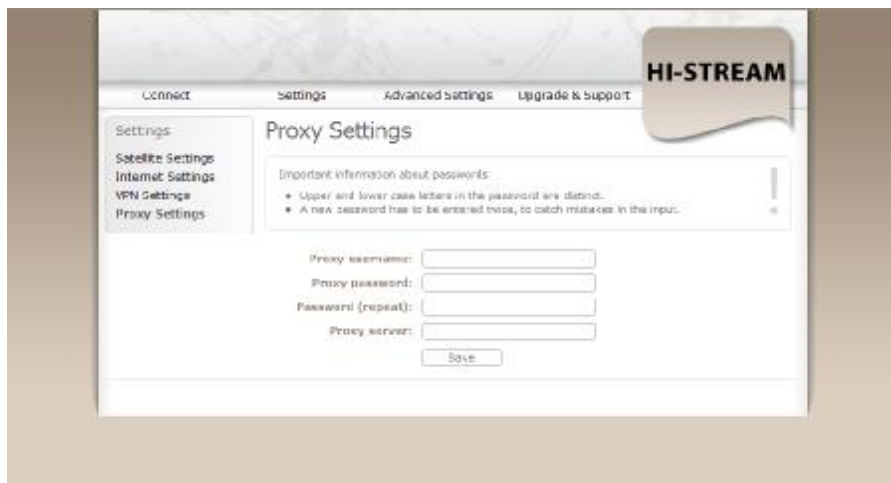 HI-STREAM
Connect Settings Advanced Settings Upgrade & Support
Settings
Satellite Settings
Internet Settings
VPN Settings
Proxy Settings
Proxy Settings
Important information about passwords
• Upper and lower case letters in the password are distinct.
• A new password has to be entered twice, to catch mistakes in the input.
Proxy username:
Proxy password:
Password (repeat):
Proxy server:
Save